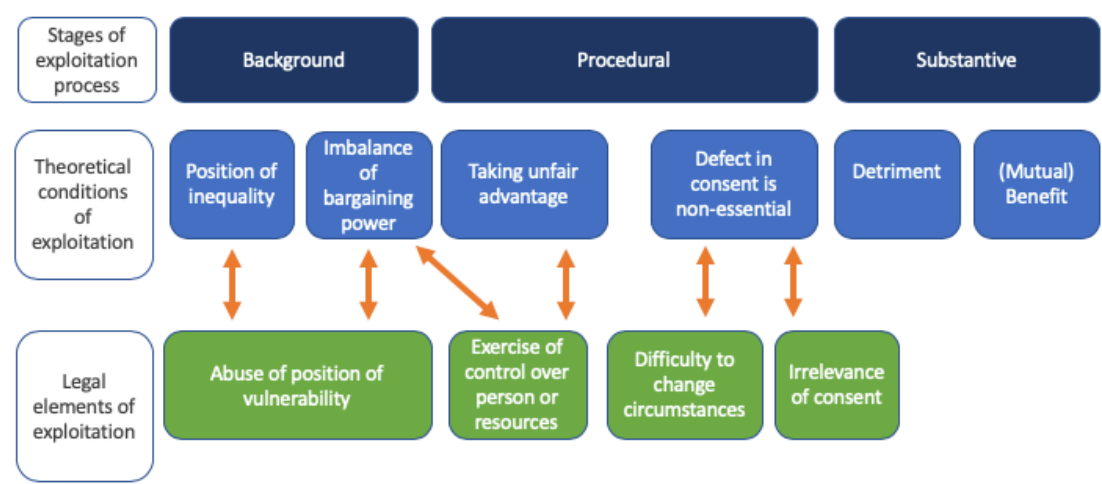 Stages of
exploitation
process
Background
Procedural
Substantive
Theoretical
conditions
of
exploitation
Position of
inequality
Imbalance
of
bargaining
power
Taking unfair
advantage
Defect in
consent is
non-essential
Detriment
(Mutual)
Benefit
Legal
elements of
exploitation
Abuse of position of
vulnerability
Exercise of
control over
person or
resources
Difficulty to
change
circumstances
Irrelevance
of consent